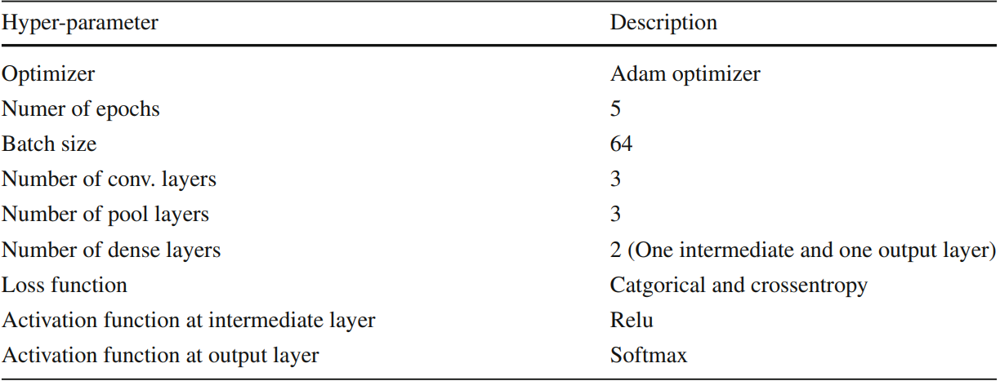 Hyper-parameter Description
Optimizer Adam optimizer
Numer of epochs 5
Batch size 64
Number of conv. layers 3
Number of pool layers 3
Number of dense layers 2 (One intermediate and one output layer)
Loss function Catgorical and crossentropy
Activation function at intermediate layer Relu
Activation function at output layer Softmax